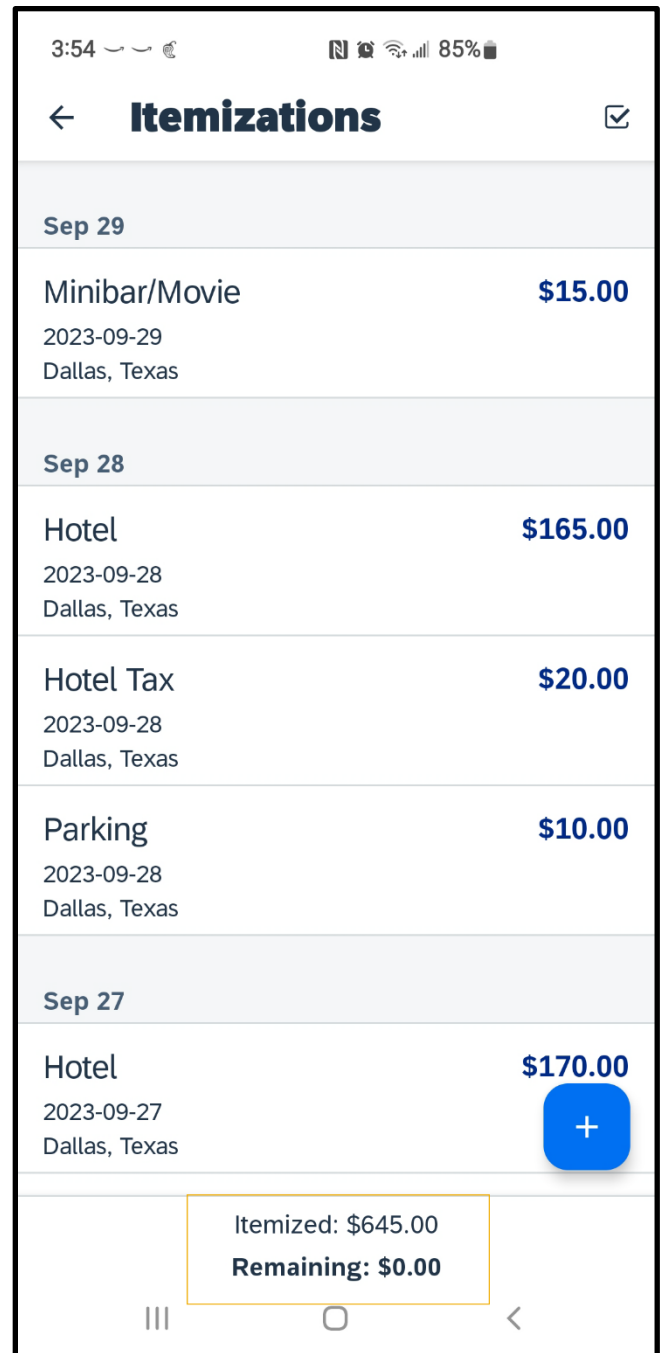 3:54 85%
Itemizations
Sep 29
Minibar/Movie $15.00
2023-09-29
Dallas, Texas
Sep 28
Hotel $165.00
2023-09-28
Dallas, Texas
Hotel Tax $20.00
2023-09-28
Dallas, Texas
Parking $10.00
2023-09-28
Dallas, Texas
Sep 27
Hotel $170.00
2023-09-27
Dallas, Texas
+
Itemized: $645.00
Remaining: $0.00